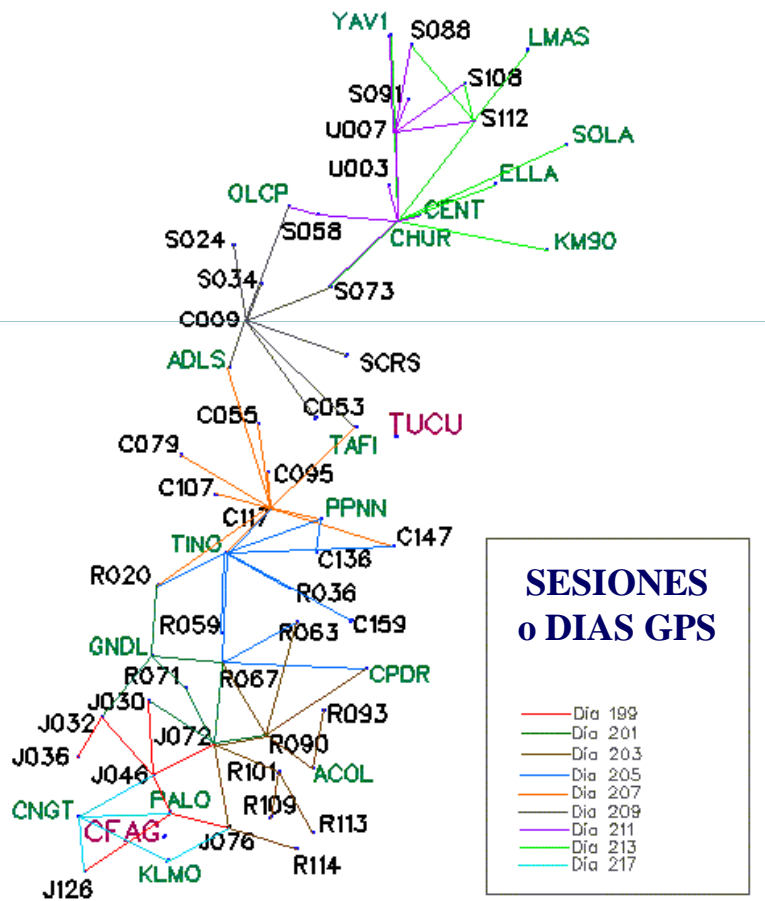 YAV1
S088
LMAS
S108
S091
S112
U007
SOLA
U003
ELLA
OLCP
CENT
S058
CHUR
S024
KM90
S034
S073
C009
SCRS
ADLS
C053
C055
TUCU
TAFI
C079
C095
C107
PPNN
C117
C147
TINO
C136
R020
R036
R059
C159
R063
GNDL
R071
R067
CPDR
J030
R093
J032
J072
R090
J036
J046
R101
ACOL
CNGT
PALO
R109
CFAG
J076
R113
KLMO
R114
J126
SESIONES
o DIAS GPS
Día 199
Día 201
Día 203
Día 205
Día 207
Día 209
Día 211
Día 213
Día 217